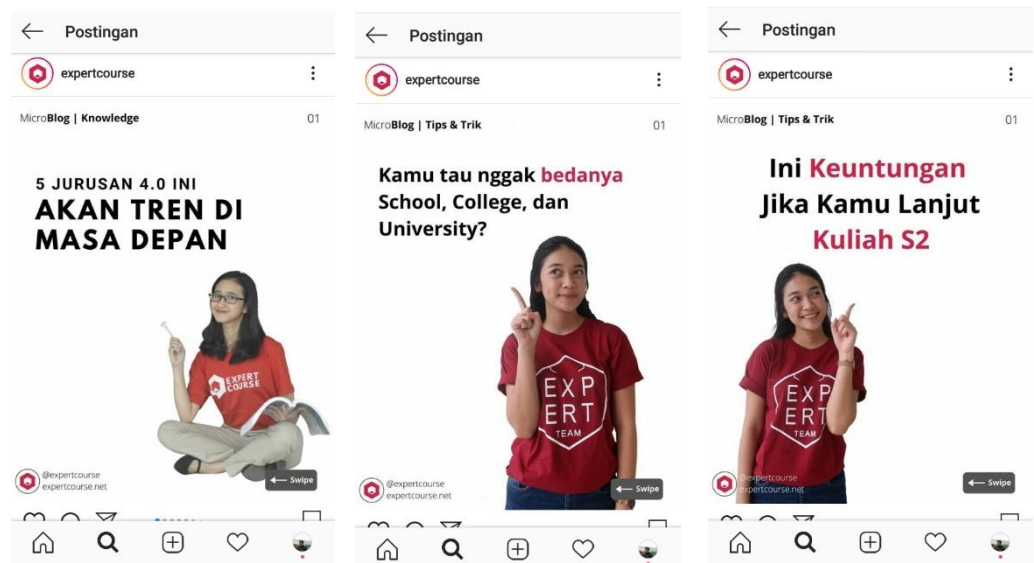 Postingan
expertcourse
MicroBlog | Knowledge 01
5 JURUSAN 4.0 INI
AKAN TREN DI
MASA DEPAN
EXPERT
COURSE
@expertcourse
expertcourse.net
← Swipe
Postingan
expertcourse
MicroBlog | Tips & Trik 01
Kamu tau nggak bedanya
School, College, dan
University?
EXP
ERT
TEAM
@expertcourse
expertcourse.net
← Swipe
Postingan
expertcourse
MicroBlog | Tips & Trik 01
Ini Keuntungan
Jika Kamu Lanjut
Kuliah S2
EXP
ERT
TEAM
@expertcourse
expertcourse.net
← Swipe